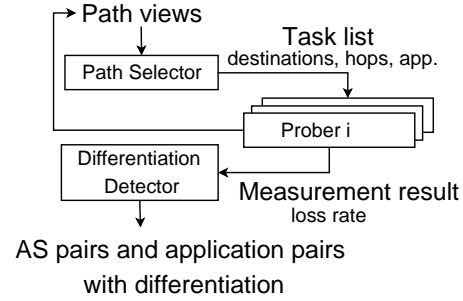 Path views
Task list
destinations, hops, app.
Path Selector
Prober i
Differentiation
Detector
Measurement result
loss rate
AS pairs and application pairs
with differentiation